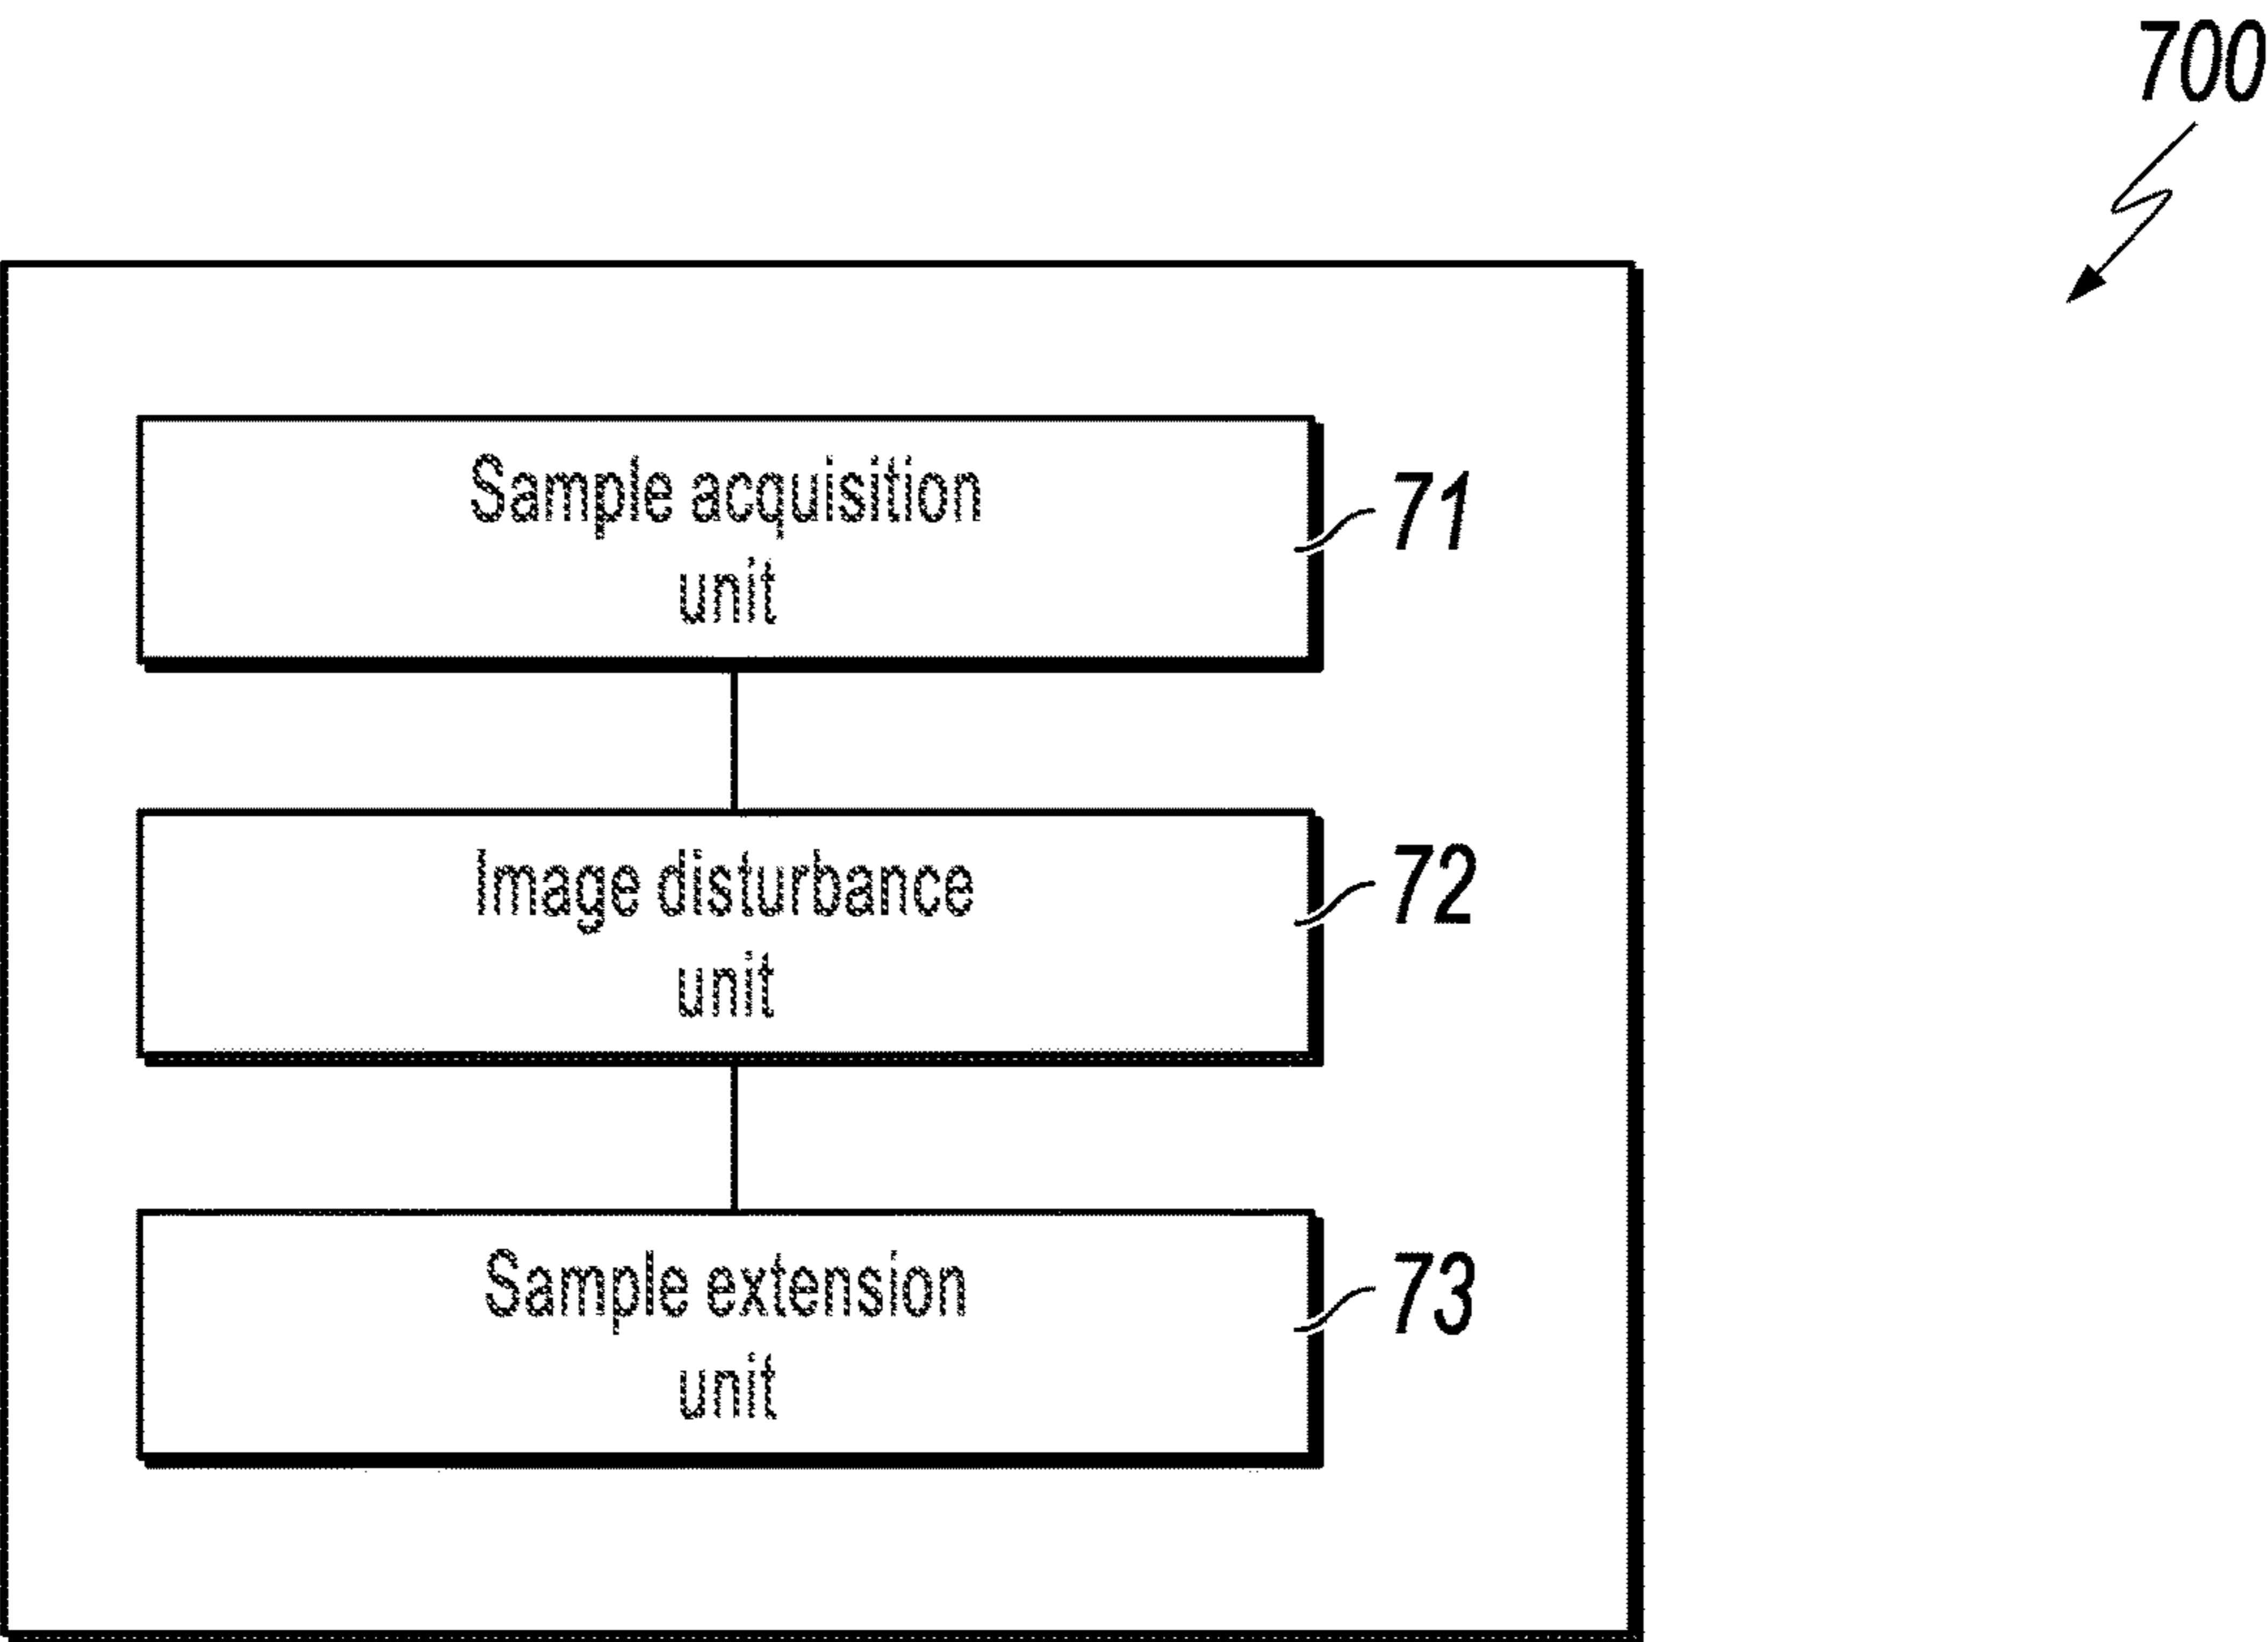 700
Sample acquisition
unit
71
Image disturbance
unit
72
Sample extension
unit
73